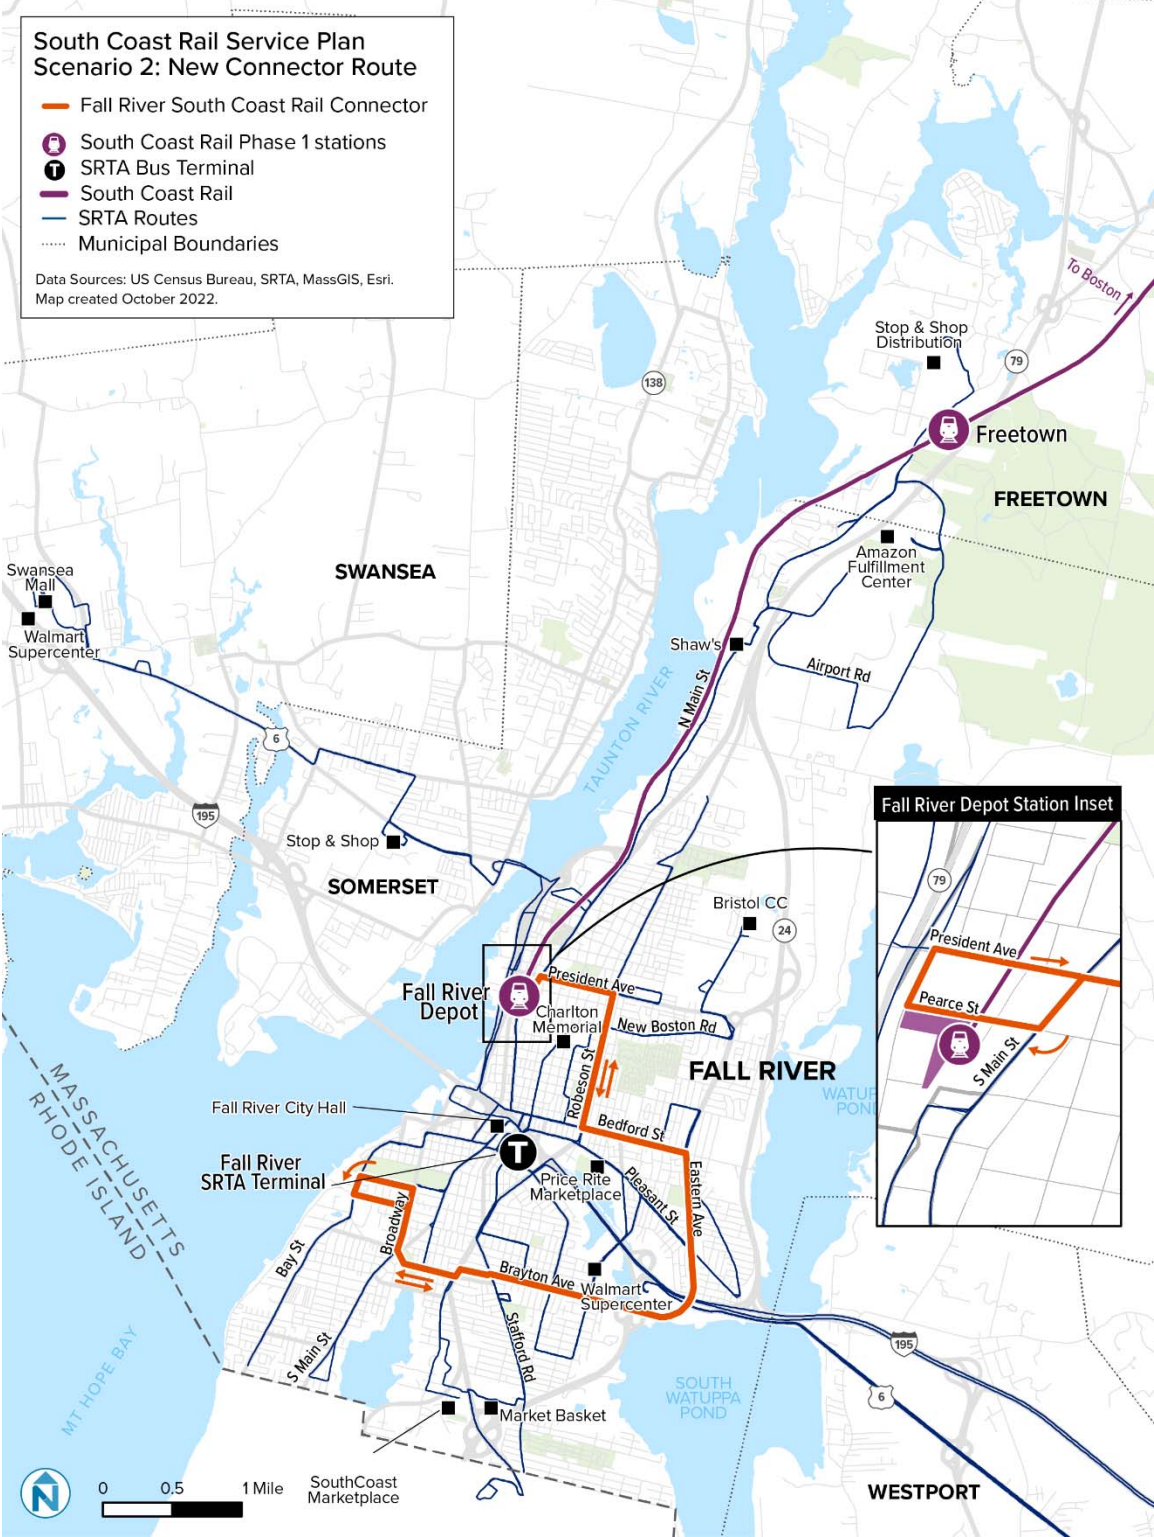 South Coast Rail Service Plan
Scenario 2: New Connector Route
Fall River South Coast Rail Connector
South Coast Rail Phase 1 stations
T SRTA Bus Terminal
South Coast Rail
SRTA Routes
Municipal Boundaries
Data Sources: US Census Bureau, SRTA, MassGIS, Esri.
Map created October 2022.
To Boston
Stop & Shop
Distribution
79
138
Freetown
FREETOWN
Amazon
Fulfillment
Center
SWANSEA
Swansea
Mall
Walmart
Supercenter
Shaw's
Airport Rd
N Main St
TAUNTON RIVER
6
195
Stop & Shop
SOMERSET
Fall River Depot Station Inset
79
President Ave
Pearce St
S Main St
Bristol CC
24
President Ave
Fall River
Depot
Charlton
Memorial
New Boston Rd
FALL RIVER
Robeson St
WATUP
POND
MASSACHUSETTS
RHODE ISLAND
Fall River City Hall
Bedford St
T
Fall River
SRTA Terminal
Price Rite
Marketplace
Pleasant St
Eastern Ave
Broadway
Bay St
Brayton Ave
Walmart
Supercenter
S Main St
Stafford Rd
195
6
MT HOPE BAY
SOUTH
WATUPPA
POND
Market Basket
SouthCoast
Marketplace
WESTPORT
N
0 0.5 1 Mile